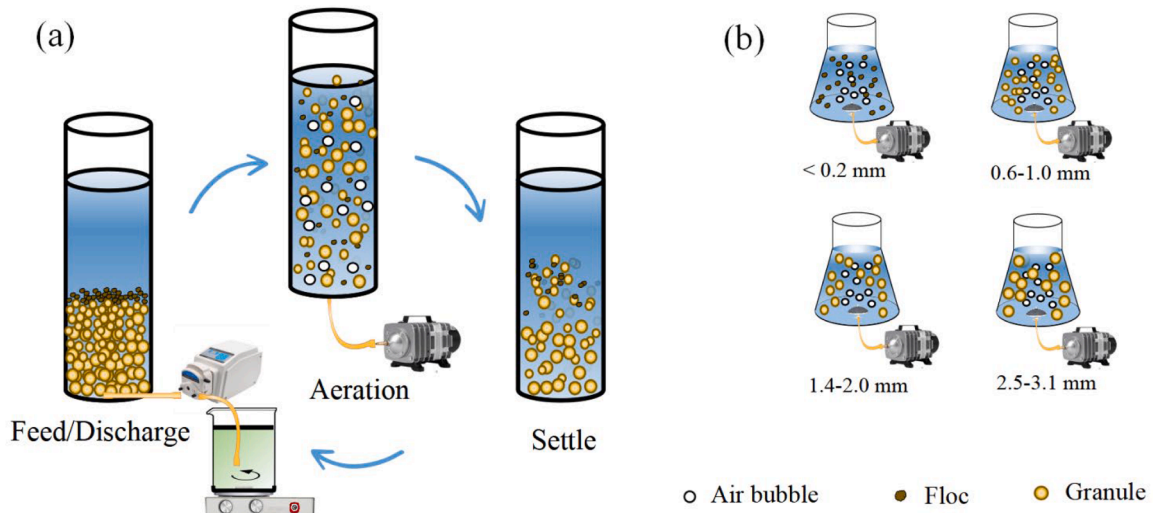 (a)
(b)
< 0.2 mm
0.6-1.0 mm
1.4-2.0 mm
2.5-3.1 mm
Aeration
Feed/Discharge
Settle
Air bubble
Floc
Granule